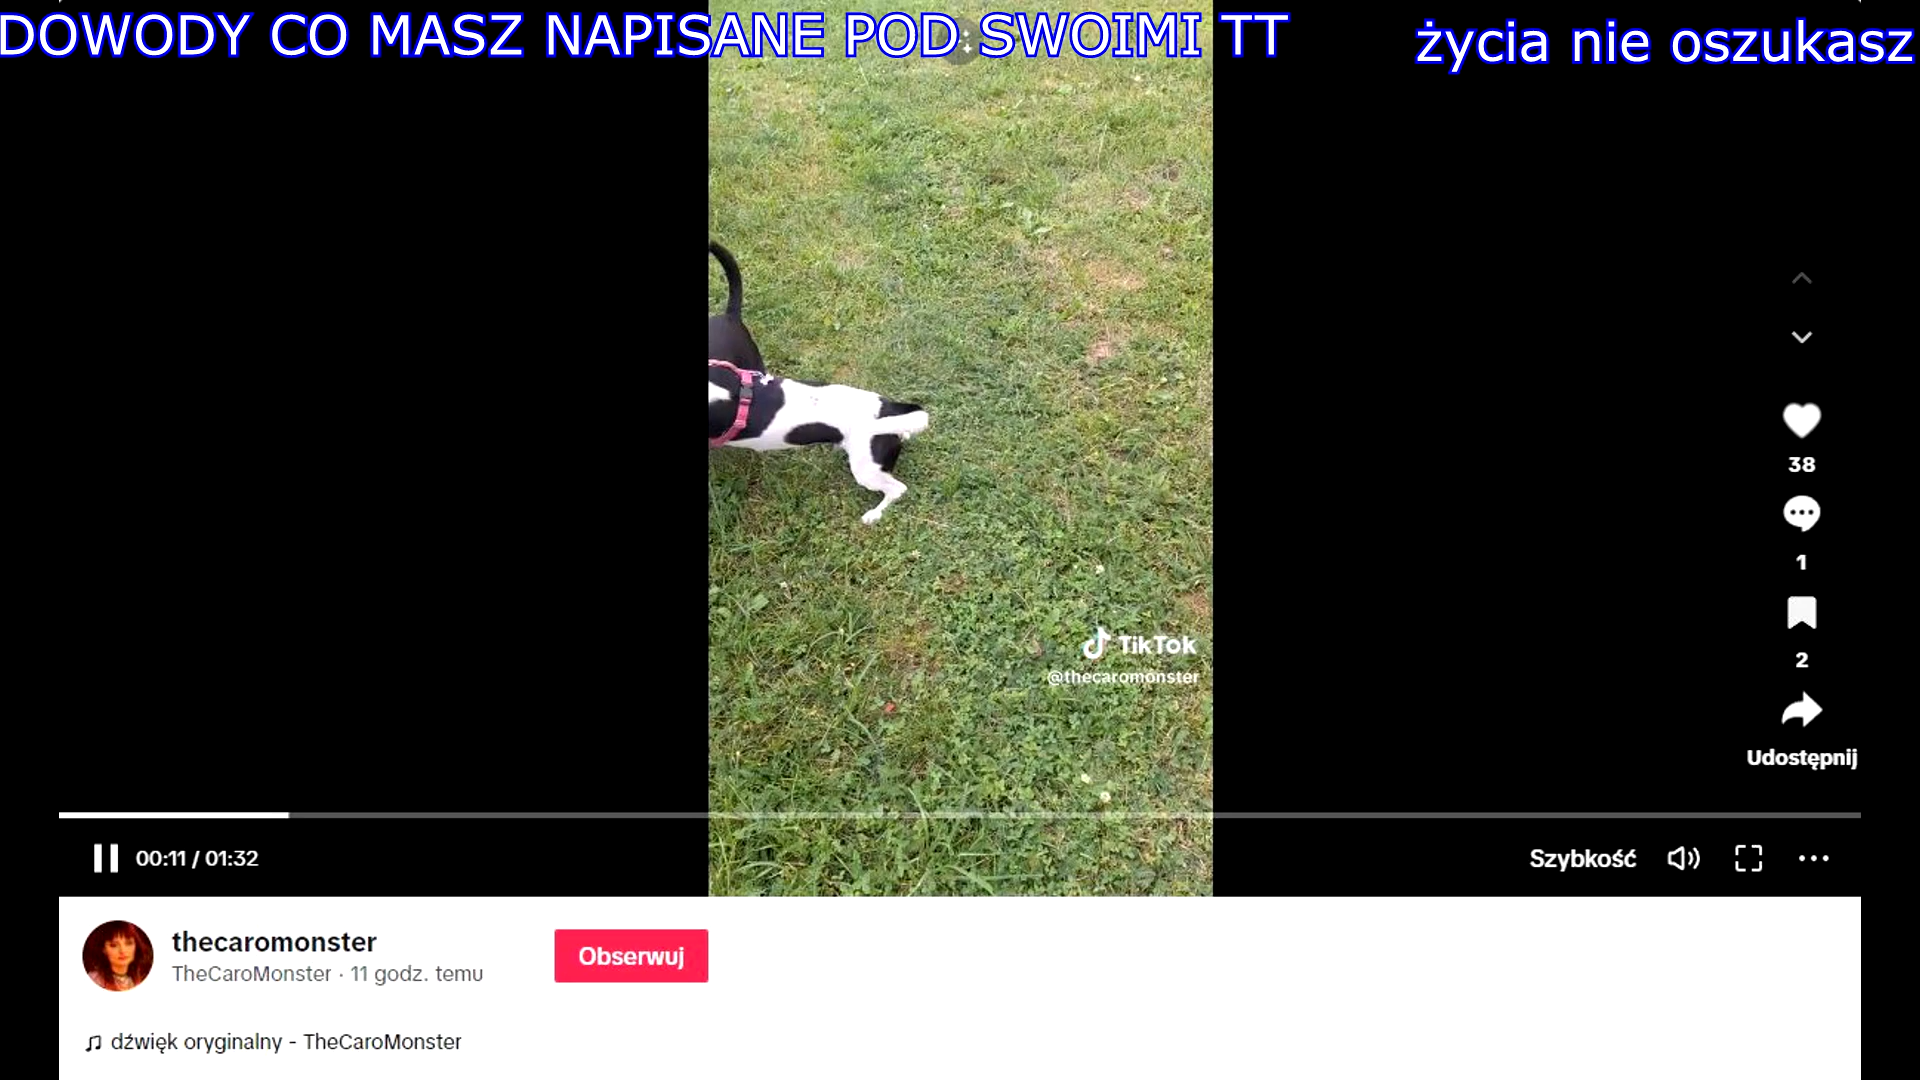 DOWODY CO MASZ NAPISANE POD SWOIMI TT
życia nie oszukasz
38
1
2
Udostępnij
TikTok
@thecaromonster
00:11 / 01:32
Szybkość
thecaromonster
TheCaroMonster · 11 godz. temu
Obserwuj
dźwięk oryginalny - TheCaroMonster